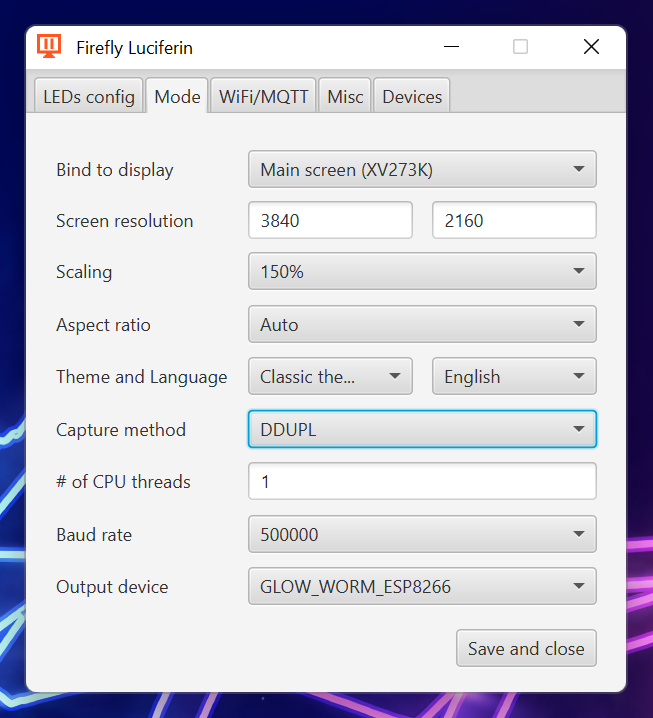 Firefly Luciferin
LEDs config Mode WiFi/MQTT Misc Devices
Bind to display Main screen (XV273K)
Screen resolution 3840 2160
Scaling 150%
Aspect ratio Auto
Theme and Language Classic the... English
Capture method DDUPL
# of CPU threads 1
Baud rate 500000
Output device GLOW_WORM_ESP8266
Save and close